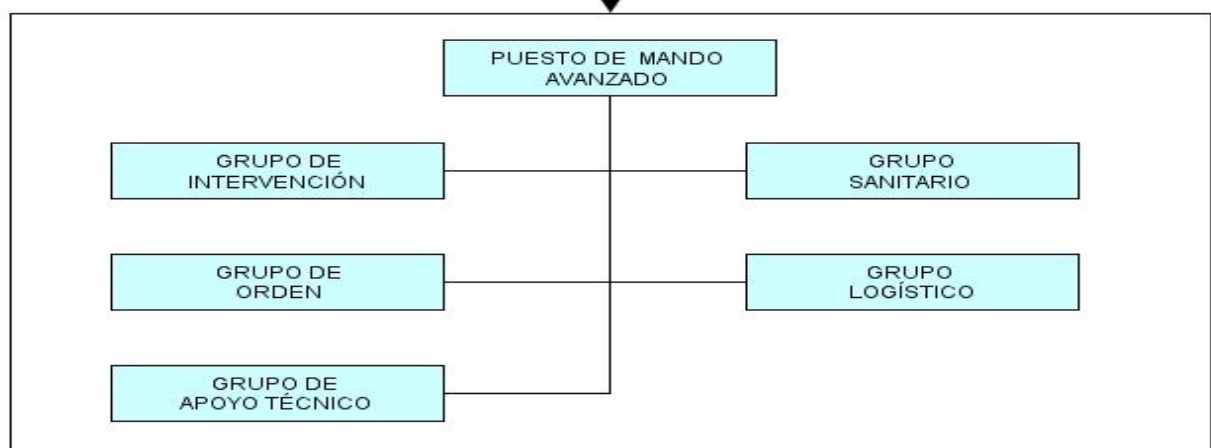 PUESTO DE MANDO
AVANZADO
GRUPO DE
INTERVENCIÓN
GRUPO
SANITARIO
GRUPO DE
ORDEN
GRUPO
LOGÍSTICO
GRUPO DE
APOYO TÉCNICO